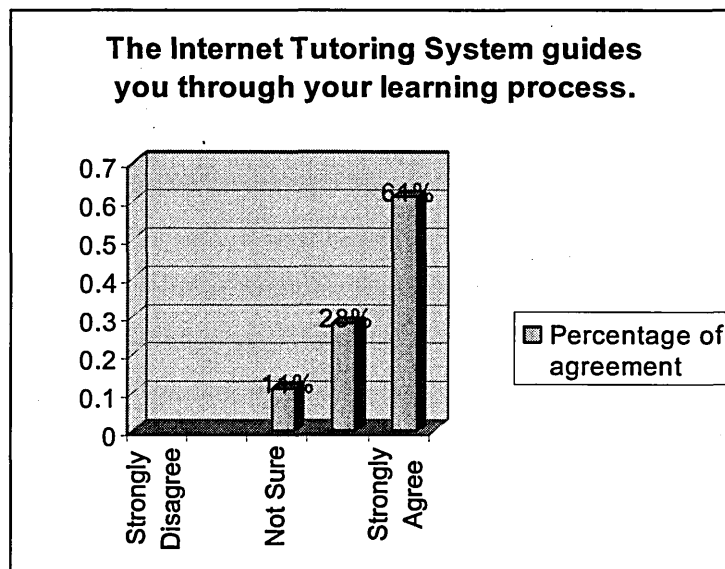 The Internet Tutoring System guides
you through your learning process.
0.7
0.6
0.5
0.4
0.3
0.2
0.1
0
28%
Strongly
Disagree
Not Sure
Strongly
Agree
Percentage of
agreement